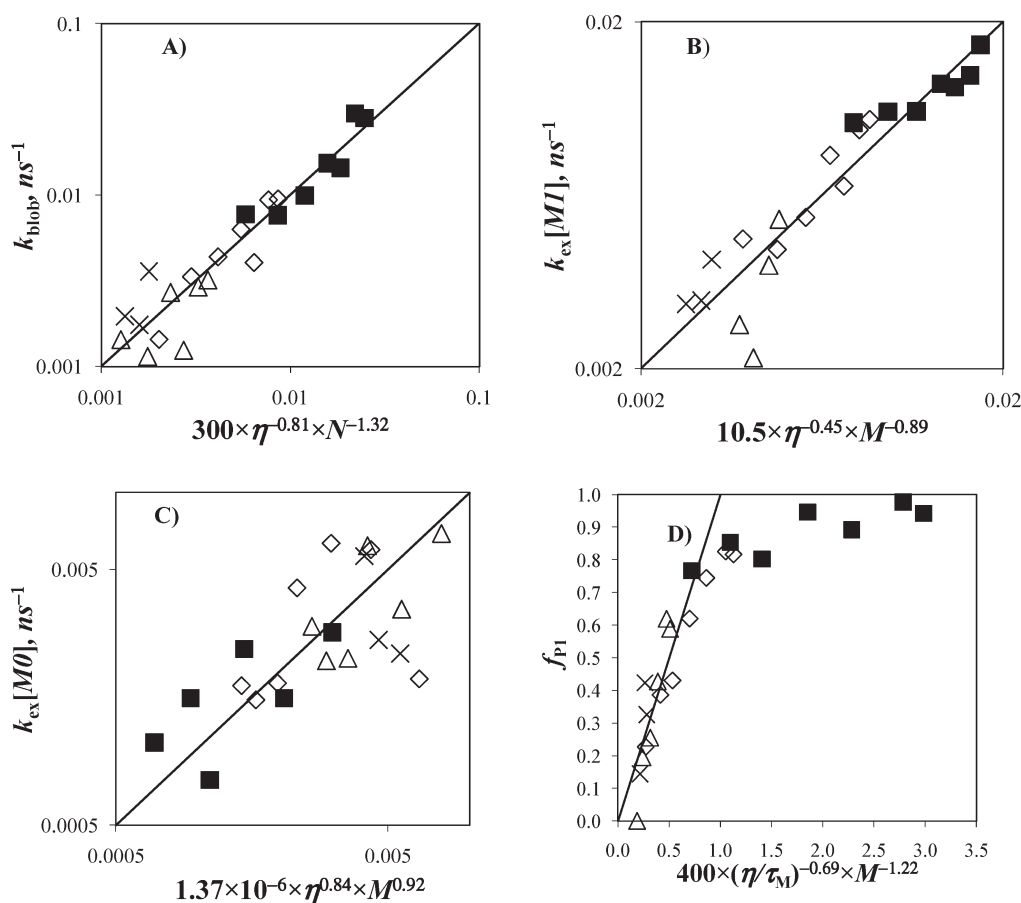 A)
0.1
0.01
0.001
k_blob, ns⁻¹
0.001
0.01
0.1
300×η⁻⁰·⁸¹×N⁻¹·³²
B)
0.02
0.002
k_ex[M1], ns⁻¹
0.002
0.02
10.5×η⁻⁰·⁴⁵×M⁻⁰·⁸⁹
C)
0.005
0.0005
k_ex[M0], ns⁻¹
0.0005
0.005
1.37×10⁻⁶×η⁰·⁸⁴×M⁰·⁹²
D)
1.0
0.9
0.8
0.7
0.6
0.5
0.4
0.3
0.2
0.1
0.0
f_P1
0.0 0.5 1.0 1.5 2.0 2.5 3.0 3.5
400×(η/τ_M)⁻⁰·⁶⁹×M⁻¹·²²